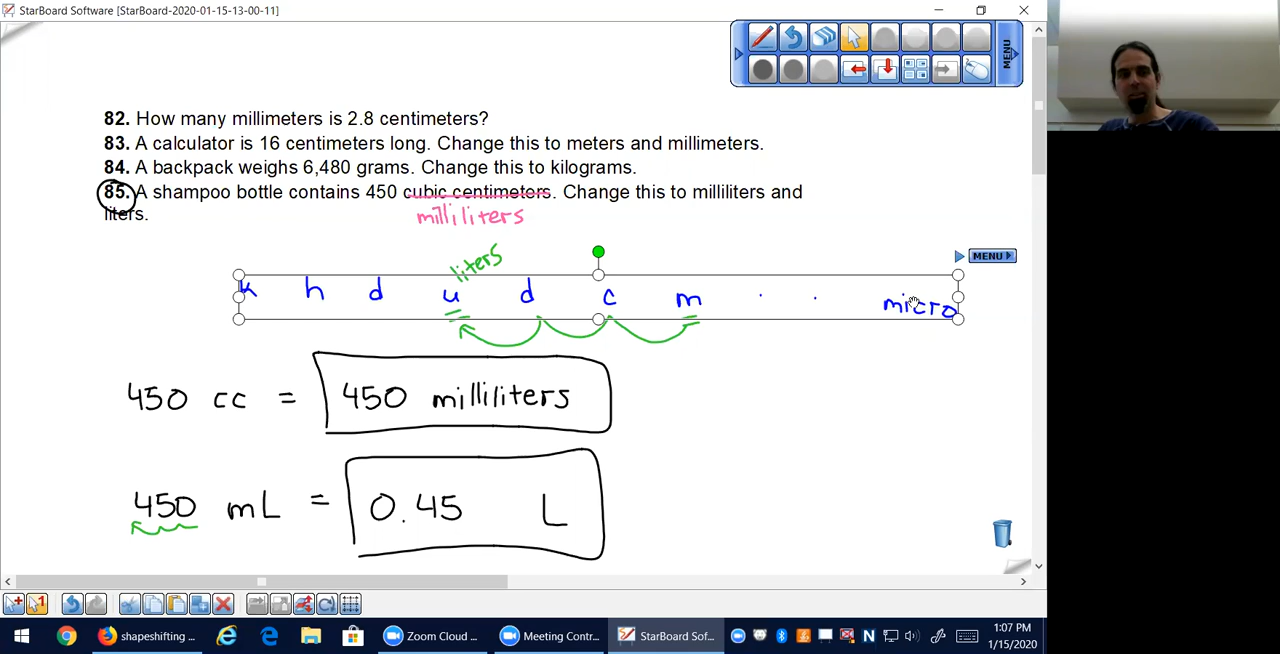 StarBoard Software [StarBoard-2020-01-15-13-00-11]
MENU
82. How many millimeters is 2.8 centimeters?
83. A calculator is 16 centimeters long. Change this to meters and millimeters.
84. A backpack weighs 6,480 grams. Change this to kilograms.
85. A shampoo bottle contains 450 cubic centimeters. Change this to milliliters and
liters.
milliliters
liters
MENU
k h d u d c m . . micro
450 cc = 450 milliliters
450 mL = 0.45 L
shapeshifting ... Zoom Cloud ... Meeting Contr... StarBoard Sof...
1:07 PM
1/15/2020